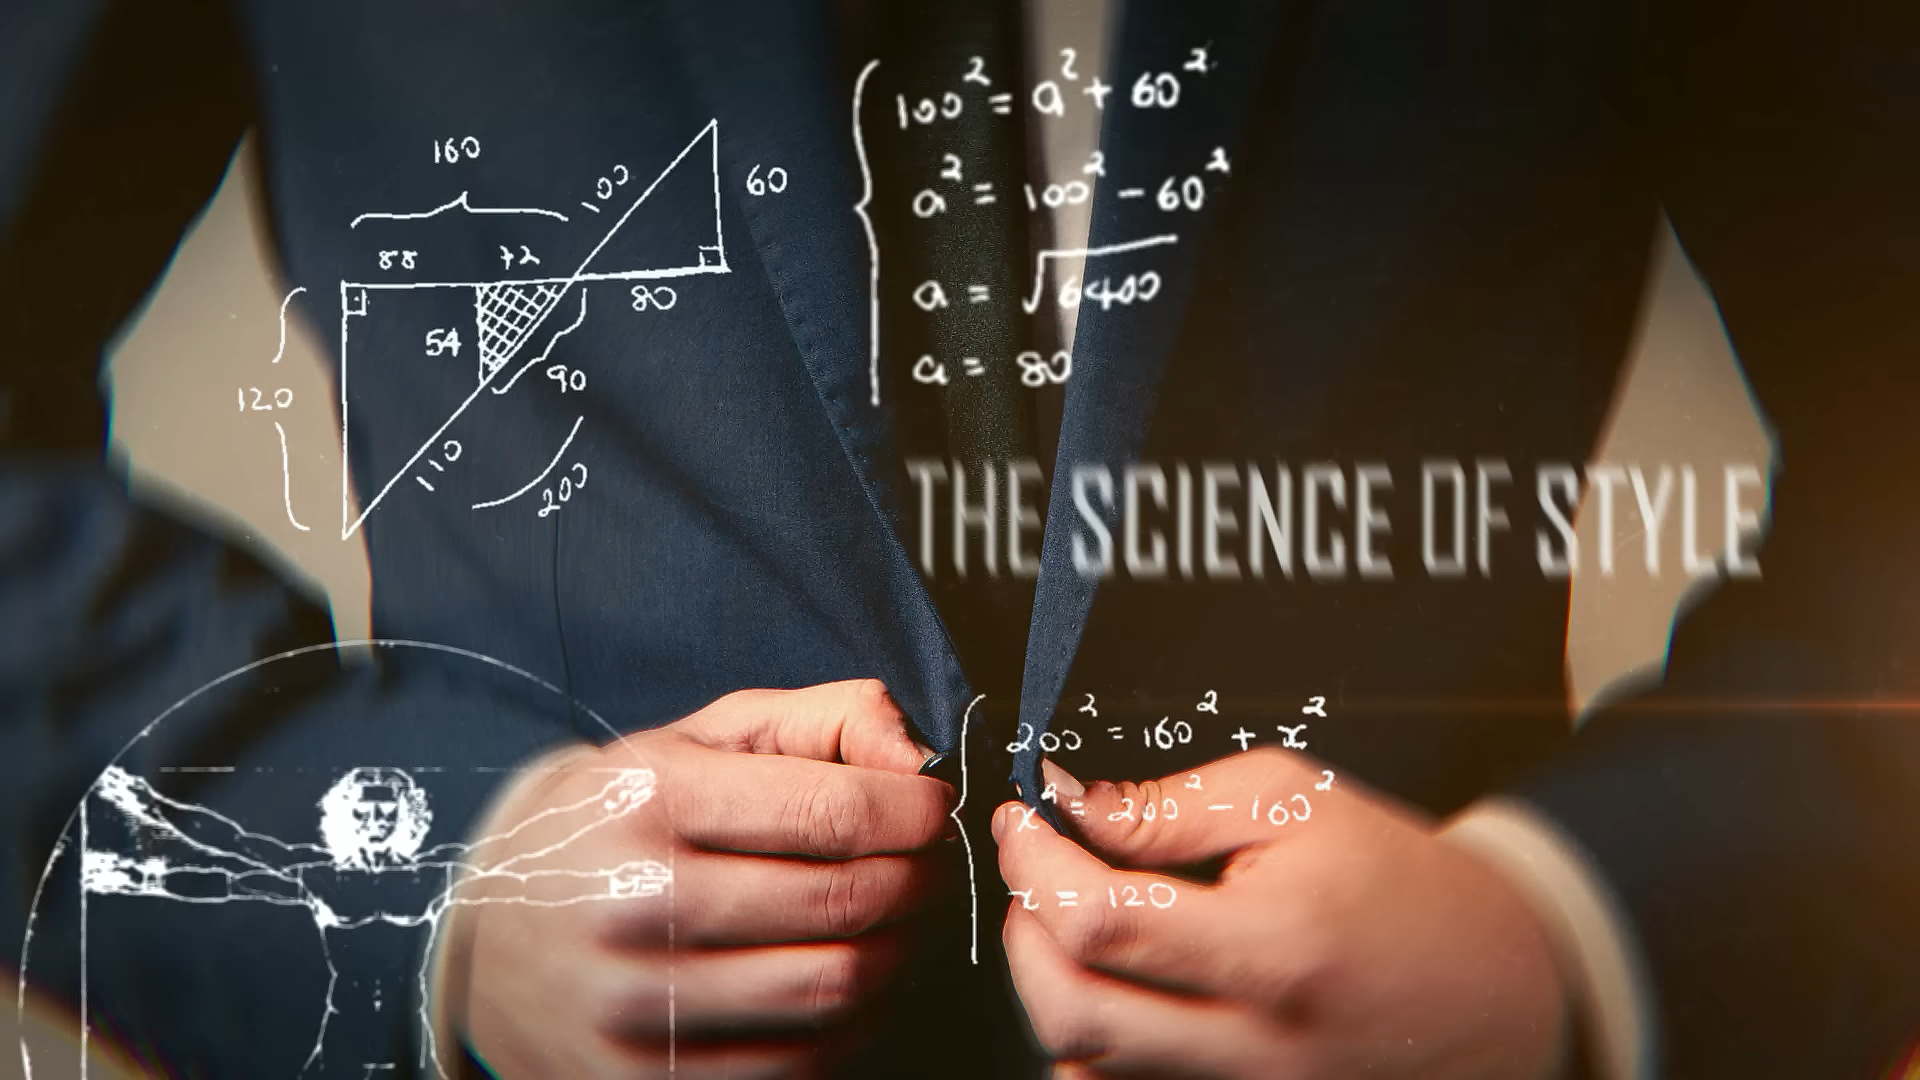 160
100
60
88 72
80
54
90
120
110
200
100² = a² + 60²
a² = 100² - 60²
a = √6400
a = 80
THE SCIENCE OF STYLE
200² = 160² + x²
x² = 200² - 160²
x = 120